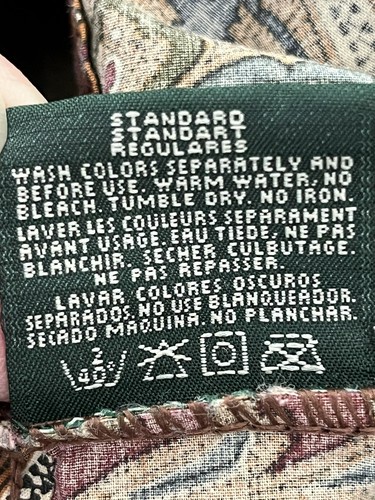 STANDARD
STANDART
REGULARES
WASH COLORS SEPARATELY AND
BEFORE USE. WARM WATER, NO
BLEACH, TUMBLE DRY. NO IRON.
LAVER LES COULEURS SEPARAMENT
AVANT USAGE. EAU TIEDE, NE PAS
BLANCHIR. SECHER CULBUTAGE.
NE PAS REPASSER.
LAVAR COLORES OSCUROS
SEPARADOS. NO USE BLANQUEADOR.
SECADO MAQUINA. NO PLANCHAR.